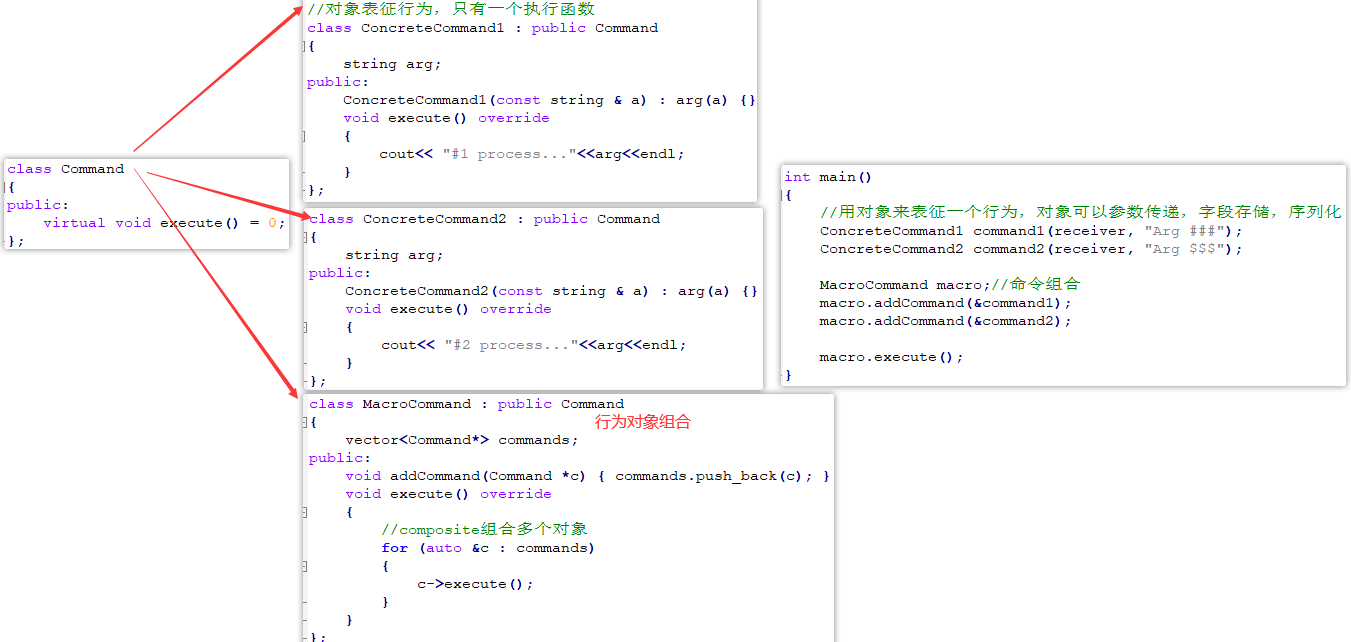 class Command
{
public:
virtual void execute() = 0;
};
//对象表征行为，只有一个执行函数
class ConcreteCommand1 : public Command
{
string arg;
public:
ConcreteCommand1(const string & a) : arg(a) {}
void execute() override
{
cout<< "#1 process..."<<arg<<endl;
}
};
class ConcreteCommand2 : public Command
{
string arg;
public:
ConcreteCommand2(const string & a) : arg(a) {}
void execute() override
{
cout<< "#2 process..."<<arg<<endl;
}
};
class MacroCommand : public Command
{
行为对象组合
vector<Command*> commands;
public:
void addCommand(Command *c) { commands.push_back(c); }
void execute() override
{
//composite组合多个对象
for (auto &c : commands)
{
c->execute();
}
}
};
int main()
{
//用对象来表征一个行为，对象可以参数传递，字段存储，序列化
ConcreteCommand1 command1(receiver, "Arg ###");
ConcreteCommand2 command2(receiver, "Arg $$$");
MacroCommand macro;//命令组合
macro.addCommand(&command1);
macro.addCommand(&command2);
macro.execute();
}